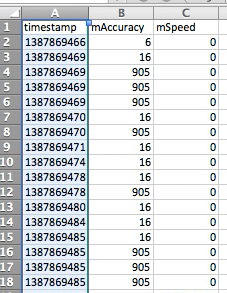 A B C
1 timestamp mAccuracy mSpeed
2 1387869466 6 0
3 1387869469 16 0
4 1387869469 905 0
5 1387869469 905 0
6 1387869469 905 0
7 1387869470 16 0
8 1387869470 905 0
9 1387869471 16 0
10 1387869474 16 0
11 1387869478 16 0
12 1387869478 905 0
13 1387869480 16 0
14 1387869484 16 0
15 1387869485 16 0
16 1387869485 905 0
17 1387869485 905 0
18 1387869485 905 0